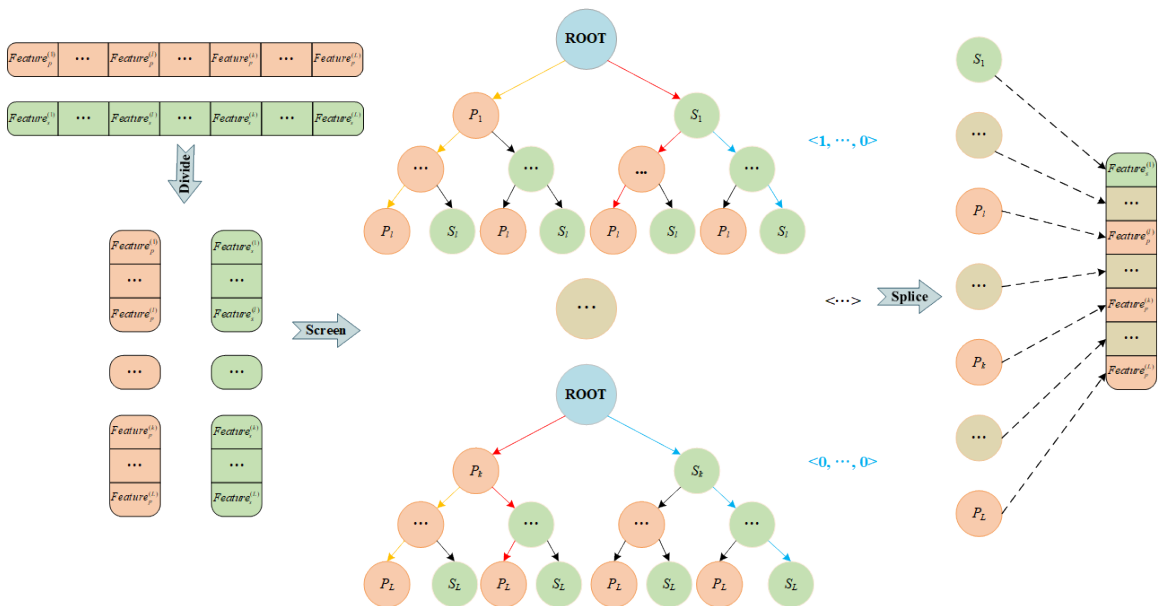 Feature_p^(1) ... Feature_p^(l) ... Feature_p^(k) ... Feature_p^(L)
Feature_s^(1) ... Feature_s^(l) ... Feature_s^(k) ... Feature_s^(L)
Divide
Feature_p^(1)
...
Feature_p^(l)
...
Feature_p^(k)
...
Feature_p^(L)
Feature_s^(1)
...
Feature_s^(l)
...
Feature_s^(k)
...
Feature_s^(L)
Screen
ROOT
P_1 S_1
... ... ... ...
P_l S_l P_l S_l P_l S_l P_l S_l
<1, ..., 0>
...
<...>
ROOT
P_k S_k
... ... ... ...
P_L S_L P_L S_L P_L S_L P_L S_L
<0, ..., 0>
Splice
S_1
...
P_l
...
P_k
...
P_L
Feature_s^(1)
...
Feature_p^(l)
...
Feature_p^(k)
...
Feature_p^(L)